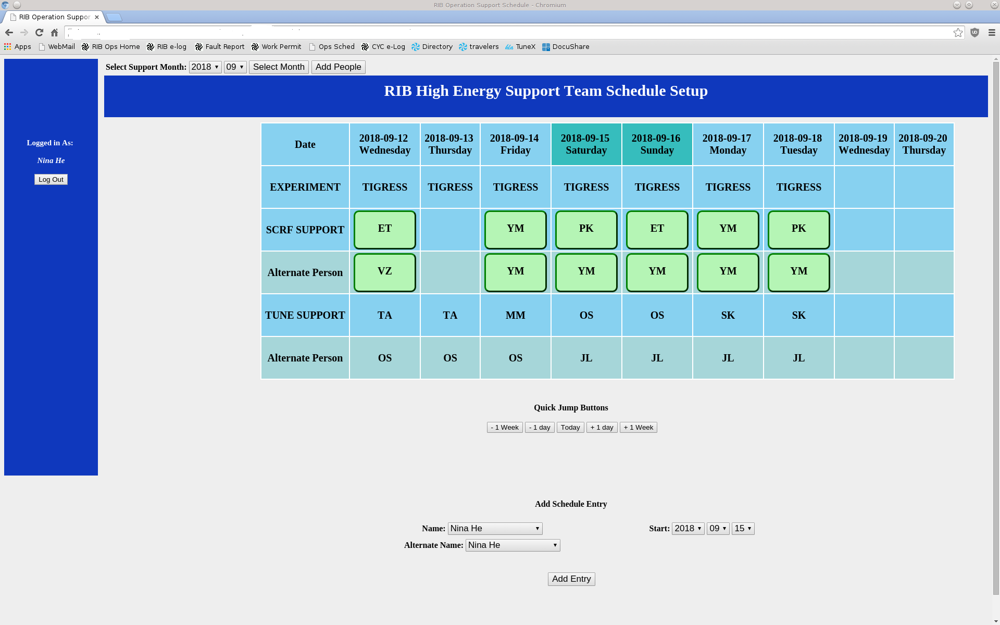 RIB Operation Support Schedule - Chromium
RIB Operation Suppor
Apps WebMail RIB Ops Home RIB e-log Fault Report Work Permit Ops Sched CYC e-Log Directory travelers hla TuneX DocuShare
Select Support Month: 2018 09 Select Month Add People
RIB High Energy Support Team Schedule Setup
Logged in As:
Nina He
Log Out
Date 2018-09-12 Wednesday 2018-09-13 Thursday 2018-09-14 Friday 2018-09-15 Saturday 2018-09-16 Sunday 2018-09-17 Monday 2018-09-18 Tuesday 2018-09-19 Wednesday 2018-09-20 Thursday
EXPERIMENT TIGRESS TIGRESS TIGRESS TIGRESS TIGRESS TIGRESS TIGRESS
SCRF SUPPORT ET YM PK ET YM PK
Alternate Person VZ YM YM YM YM YM
TUNE SUPPORT TA TA MM OS OS SK SK
Alternate Person OS OS OS JL JL JL JL
Quick Jump Buttons
- 1 Week - 1 day Today + 1 day + 1 Week
Add Schedule Entry
Name: Nina He Start: 2018 09 15
Alternate Name: Nina He
Add Entry